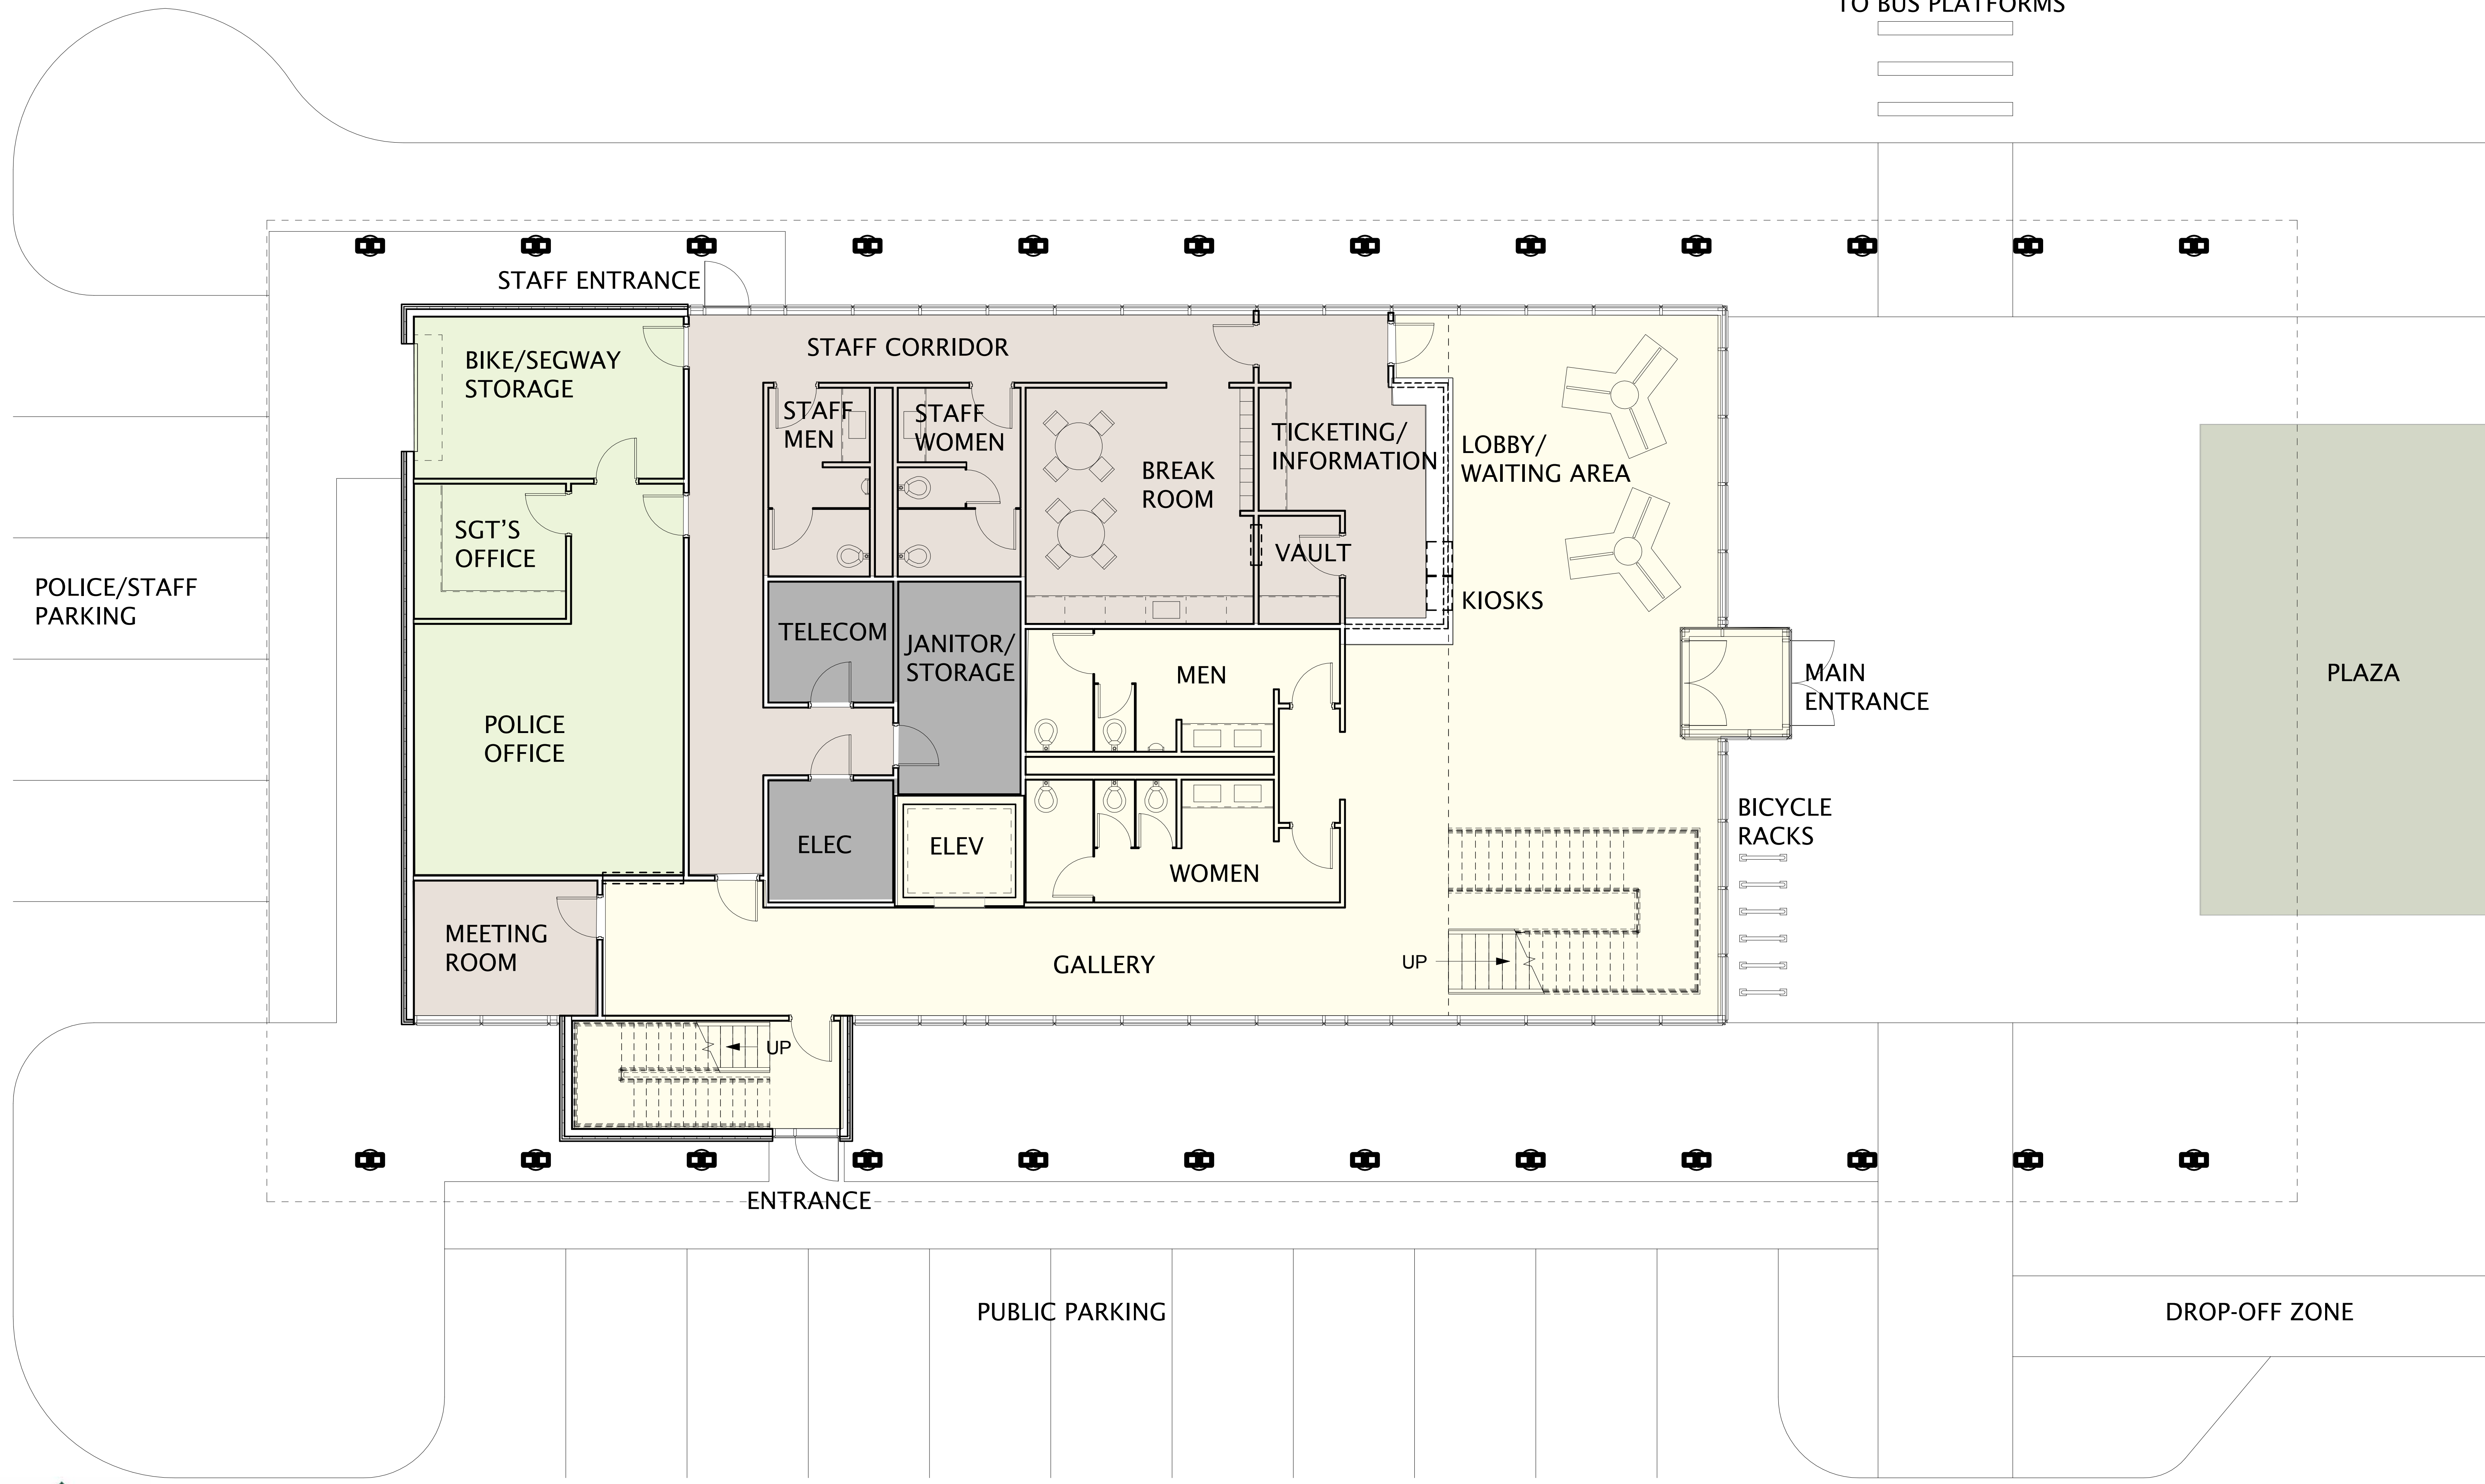 TO BUS PLATFORMS
STAFF ENTRANCE
BIKE/SEGWAY
STORAGE
STAFF CORRIDOR
STAFF
MEN
STAFF
WOMEN
BREAK
ROOM
TICKETING/
INFORMATION
LOBBY/
WAITING AREA
SGT'S
OFFICE
VAULT
KIOSKS
POLICE/STAFF
PARKING
TELECOM
JANITOR/
STORAGE
MEN
MAIN
ENTRANCE
PLAZA
POLICE
OFFICE
ELEC
ELEV
WOMEN
BICYCLE
RACKS
MEETING
ROOM
GALLERY
UP
UP
ENTRANCE
PUBLIC PARKING
DROP-OFF ZONE